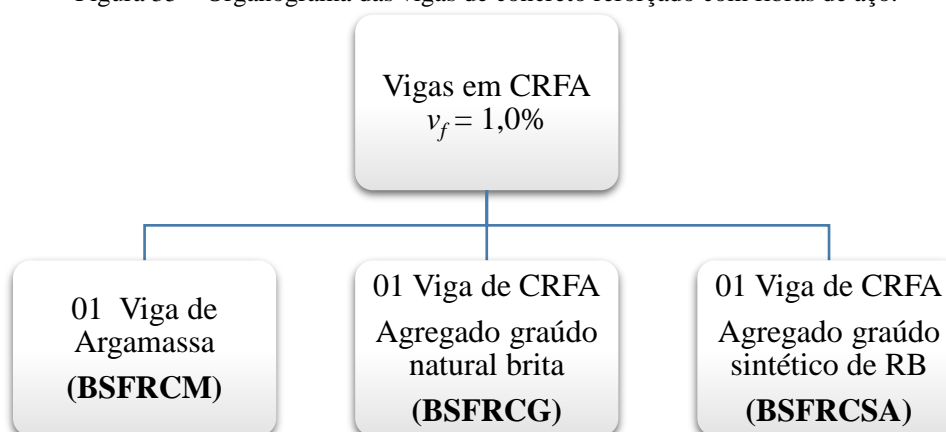 Figura 35 – Organograma das vigas de concreto reforçado com fibras de aço.
Vigas em CRFA
v_f = 1,0%
01 Viga de
Argamassa
(BSFRCM)
01 Viga de CRFA
Agregado graúdo
natural brita
(BSFRCG)
01 Viga de CRFA
Agregado graúdo
sintético de RB
(BSFRCSA)